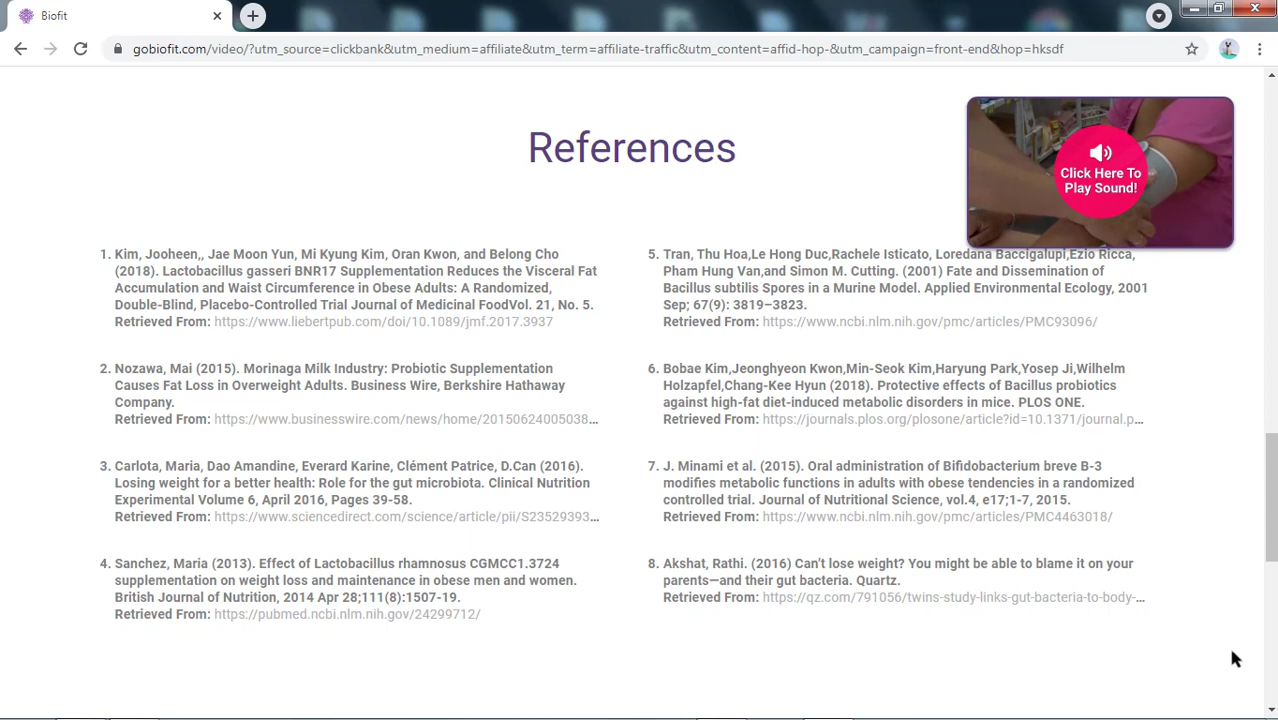 Biofit
gobiofit.com/video/?utm_source=clickbank&utm_medium=affiliate&utm_term=affiliate-traffic&utm_content=affid-hop-&utm_campaign=front-end&hop=hksdf
References
Click Here To
Play Sound!
1. Kim, Jooheen,, Jae Moon Yun, Mi Kyung Kim, Oran Kwon, and Belong Cho
(2018). Lactobacillus gasseri BNR17 Supplementation Reduces the Visceral Fat
Accumulation and Waist Circumference in Obese Adults: A Randomized,
Double-Blind, Placebo-Controlled Trial Journal of Medicinal FoodVol. 21, No. 5.
Retrieved From: https://www.liebertpub.com/doi/10.1089/jmf.2017.3937
2. Nozawa, Mai (2015). Morinaga Milk Industry: Probiotic Supplementation
Causes Fat Loss in Overweight Adults. Business Wire, Berkshire Hathaway
Company.
Retrieved From: https://www.businesswire.com/news/home/20150624005038...
3. Carlota, Maria, Dao Amandine, Everard Karine, Clément Patrice, D.Can (2016).
Losing weight for a better health: Role for the gut microbiota. Clinical Nutrition
Experimental Volume 6, April 2016, Pages 39-58.
Retrieved From: https://www.sciencedirect.com/science/article/pii/S23529393...
4. Sanchez, Maria (2013). Effect of Lactobacillus rhamnosus CGMCC1.3724
supplementation on weight loss and maintenance in obese men and women.
British Journal of Nutrition, 2014 Apr 28;111(8):1507-19.
Retrieved From: https://pubmed.ncbi.nlm.nih.gov/24299712/
5. Tran, Thu Hoa,Le Hong Duc,Rachele Isticato, Loredana Baccigalupi,Ezio Ricca,
Pham Hung Van,and Simon M. Cutting. (2001) Fate and Dissemination of
Bacillus subtilis Spores in a Murine Model. Applied Environmental Ecology, 2001
Sep; 67(9): 3819–3823.
Retrieved From: https://www.ncbi.nlm.nih.gov/pmc/articles/PMC93096/
6. Bobae Kim,Jeonghyeon Kwon,Min-Seok Kim,Haryung Park,Yosep Ji,Wilhelm
Holzapfel,Chang-Kee Hyun (2018). Protective effects of Bacillus probiotics
against high-fat diet-induced metabolic disorders in mice. PLOS ONE.
Retrieved From: https://journals.plos.org/plosone/article?id=10.1371/journal.p...
7. J. Minami et al. (2015). Oral administration of Bifidobacterium breve B-3
modifies metabolic functions in adults with obese tendencies in a randomized
controlled trial. Journal of Nutritional Science, vol.4, e17;1-7, 2015.
Retrieved From: https://www.ncbi.nlm.nih.gov/pmc/articles/PMC4463018/
8. Akshat, Rathi. (2016) Can't lose weight? You might be able to blame it on your
parents—and their gut bacteria. Quartz.
Retrieved From: https://qz.com/791056/twins-study-links-gut-bacteria-to-body-...